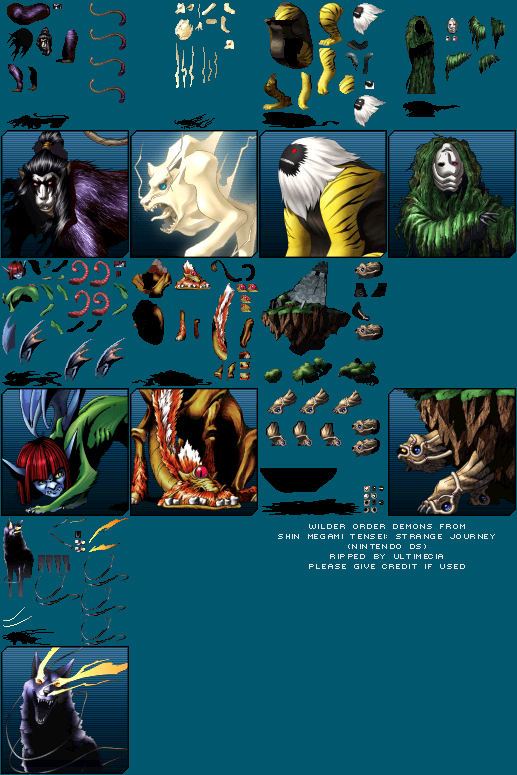 WILDER ORDER DEMONS FROM
SHIN MEGAMI TENSEI: STRANGE JOURNEY
(NINTENDO DS)
RIPPED BY ULTIMECIA
PLEASE GIVE CREDIT IF USED